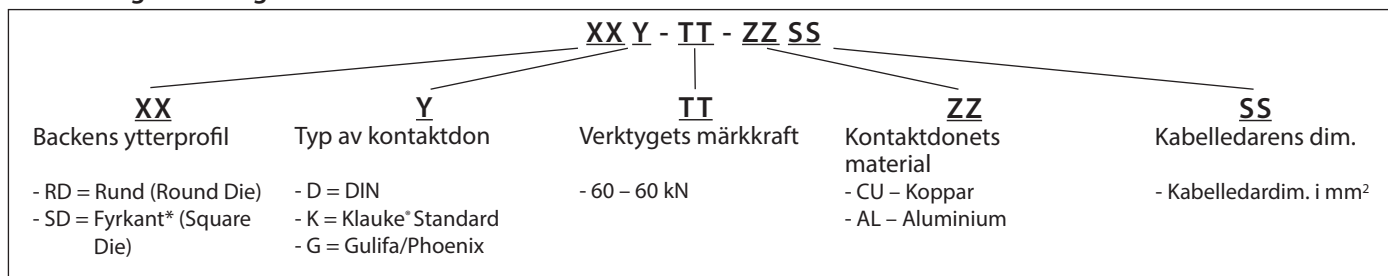 XX Y - TT - ZZ SS
XX Y TT ZZ SS
Backens ytterprofil Typ av kontaktdon Verktygets märkkraft Kontaktdonets Kabelledarens dim.
material
- RD = Rund (Round Die) - D = DIN - 60 – 60 kN - CU – Koppar - Kabelledardim. i mm²
- SD = Fyrkant* (Square - K = Klauke® Standard - AL – Aluminium
Die) - G = Gulifa/Phoenix